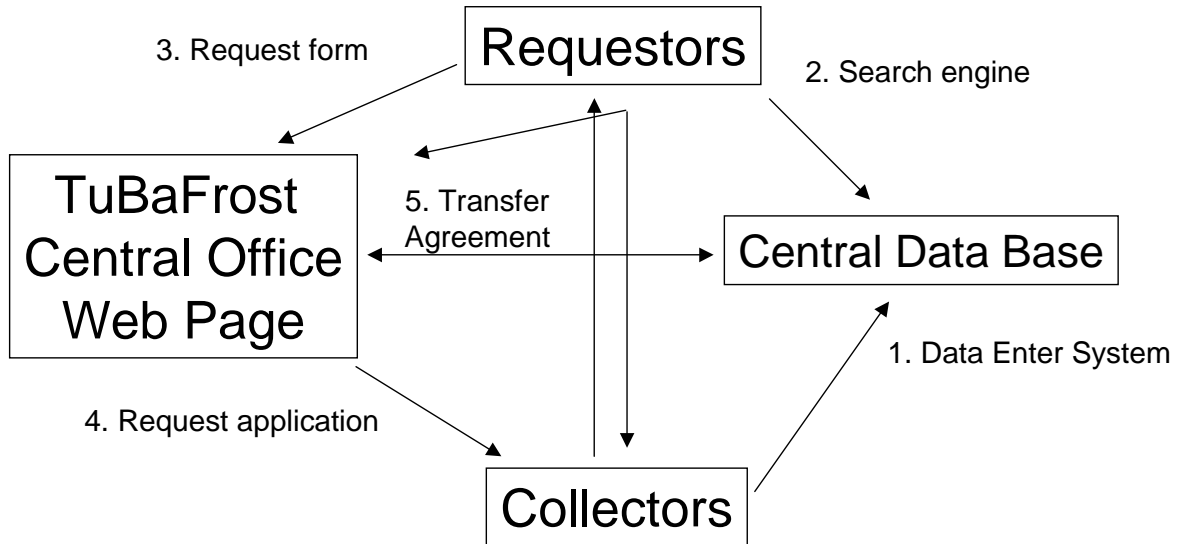 3. Request form
Requestors
2. Search engine
TuBaFrost
Central Office
Web Page
5. Transfer
Agreement
Central Data Base
1. Data Enter System
4. Request application
Collectors